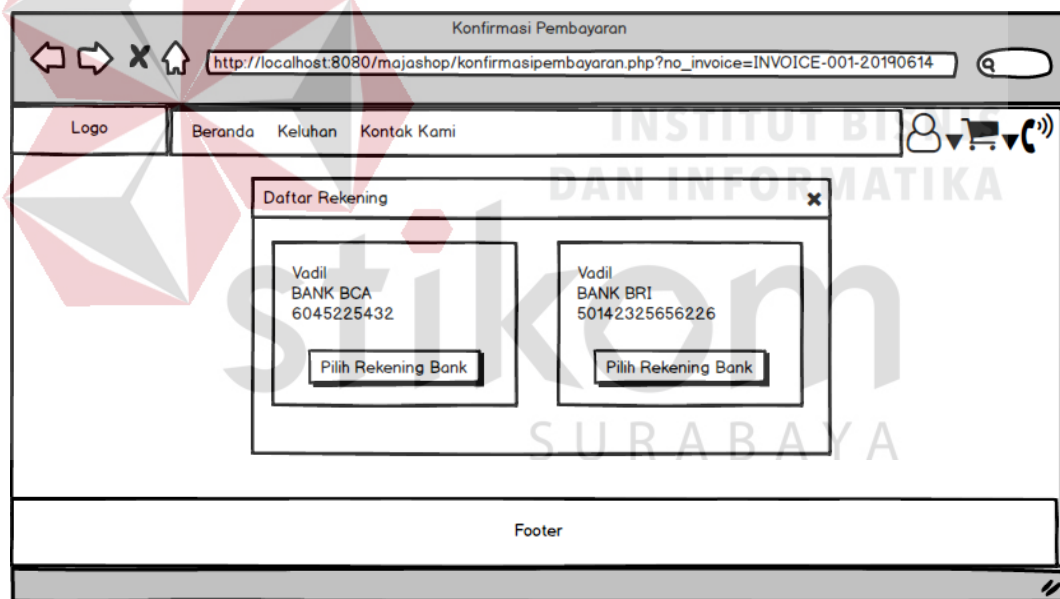 Konfirmasi Pembayaran
http://localhost:8080/majashop/konfirmasipembayaran.php?no_invoice=INVOICE-001-20190614
Logo
Beranda Keluhan Kontak Kami
INSTITUT BISNIS
DAN INFORMATIKA
stikom
SURABAYA
Daftar Rekening
Vadil
BANK BCA
6045225432
Pilih Rekening Bank
Vadil
BANK BRI
50142325656226
Pilih Rekening Bank
Footer